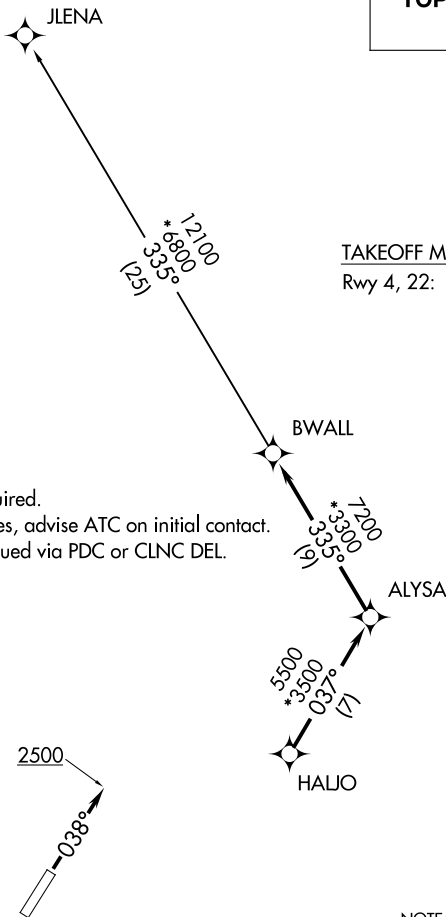 TOP
JLENA
12100
*6800
335°
(25)
TAKEOFF M
Rwy 4, 22:
BWALL
uired.
es, advise ATC on initial contact.
ued via PDC or CLNC DEL.
7200
*3300
335°
(9)
ALYSA
5500
*3500
037°
(7)
HALJO
2500
038°
NOTE